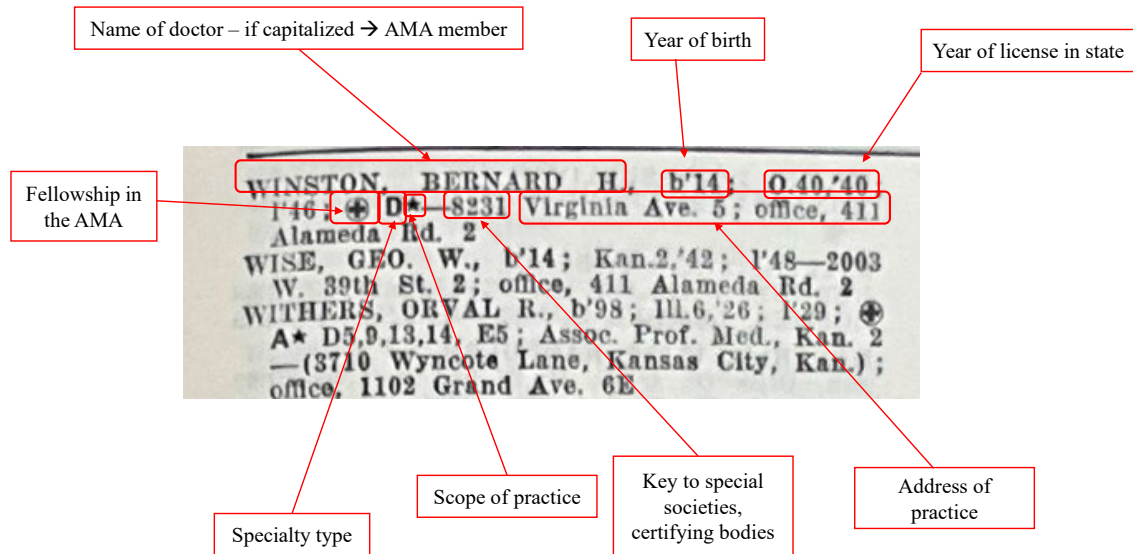 Name of doctor – if capitalized → AMA member
Year of birth
Year of license in state
Fellowship in
the AMA
WINSTON, BERNARD H., b'14; O.40,'40;
l'46; ⊕ D★—8231 Virginia Ave. 5; office, 411
Alameda Rd. 2
WISE, GEO. W., b'14; Kan.2,'42; l'48—2003
W. 39th St. 2; office, 411 Alameda Rd. 2
WITHERS, ORVAL R., b'98; Ill.6,'26; l'29; ⊕
A★ D5,9,13,14, E5; Assoc. Prof. Med., Kan. 2
—(3710 Wyncote Lane, Kansas City, Kan.);
office, 1102 Grand Ave. 6E
Specialty type
Scope of practice
Key to special
societies,
certifying bodies
Address of
practice